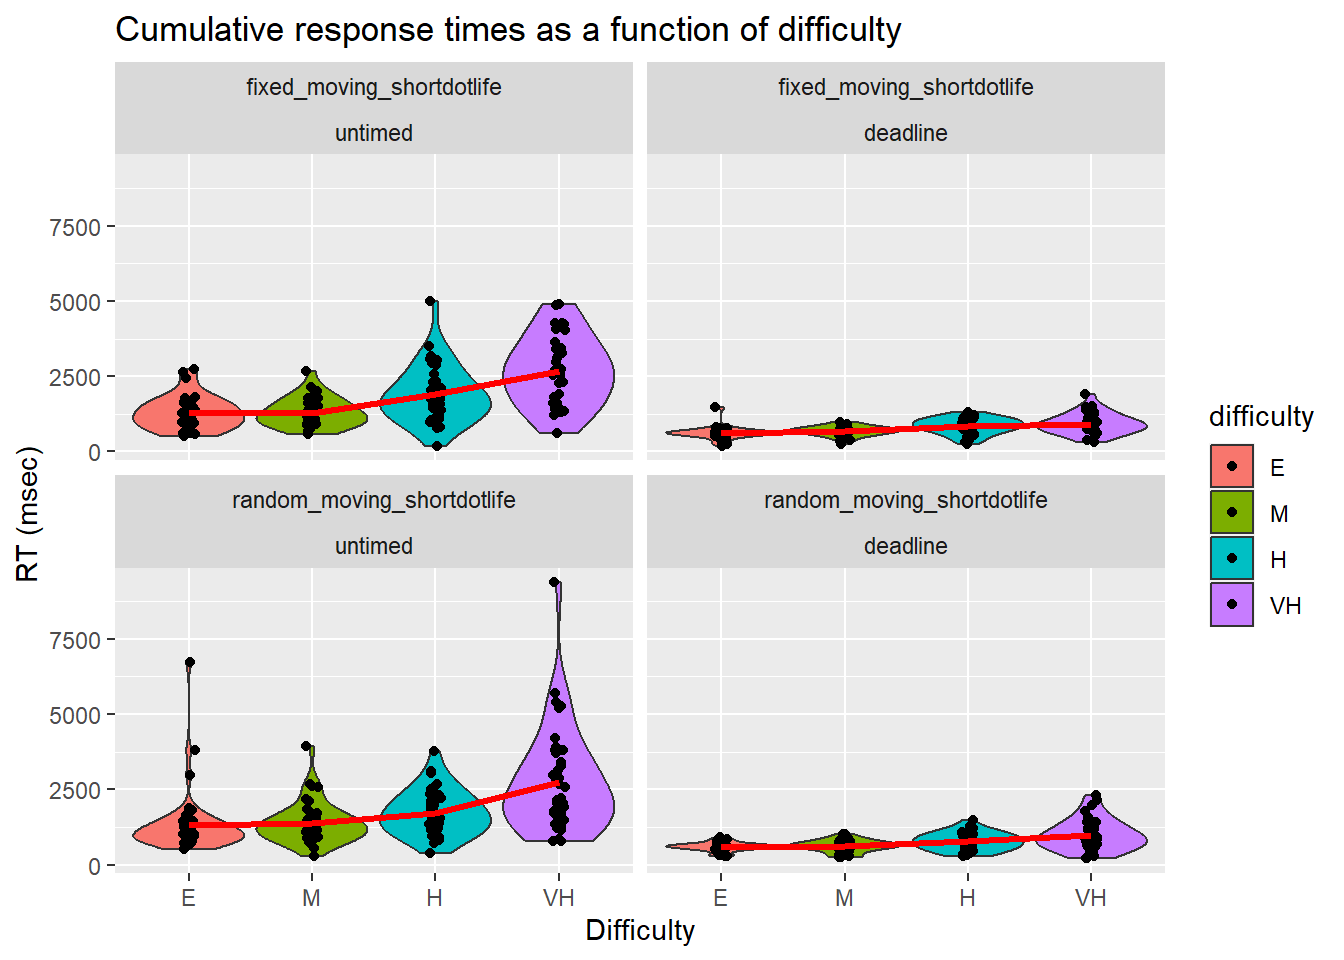 Cumulative response times as a function of difficulty
fixed_moving_shortdotlife
untimed
fixed_moving_shortdotlife
deadline
7500
5000
2500
0
random_moving_shortdotlife
untimed
random_moving_shortdotlife
deadline
7500
5000
2500
0
RT (msec)
E
M
H
VH
E
M
H
VH
Difficulty
difficulty
E
M
H
VH